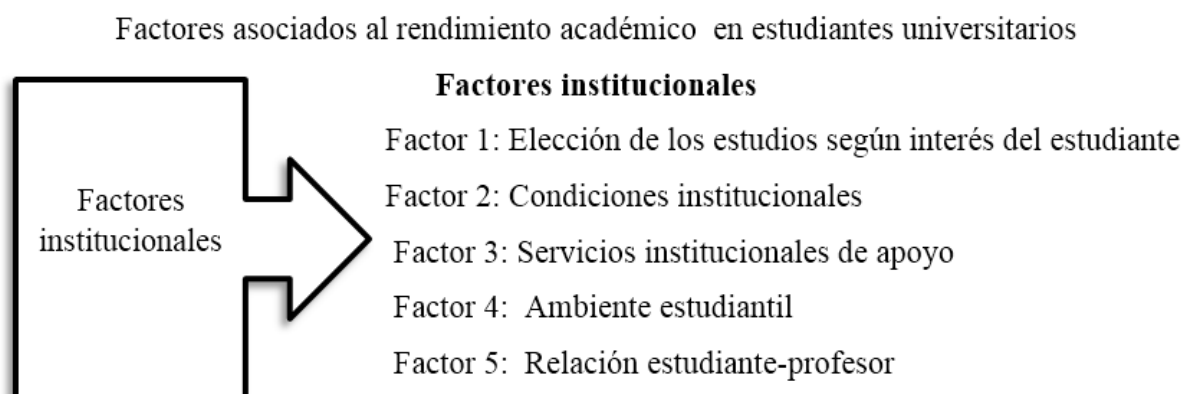 Factores asociados al rendimiento académico en estudiantes universitarios
Factores institucionales
Factor 1: Elección de los estudios según interés del estudiante
Factor 2: Condiciones institucionales
Factor 3: Servicios institucionales de apoyo
Factor 4: Ambiente estudiantil
Factor 5: Relación estudiante-profesor
Factores
institucionales